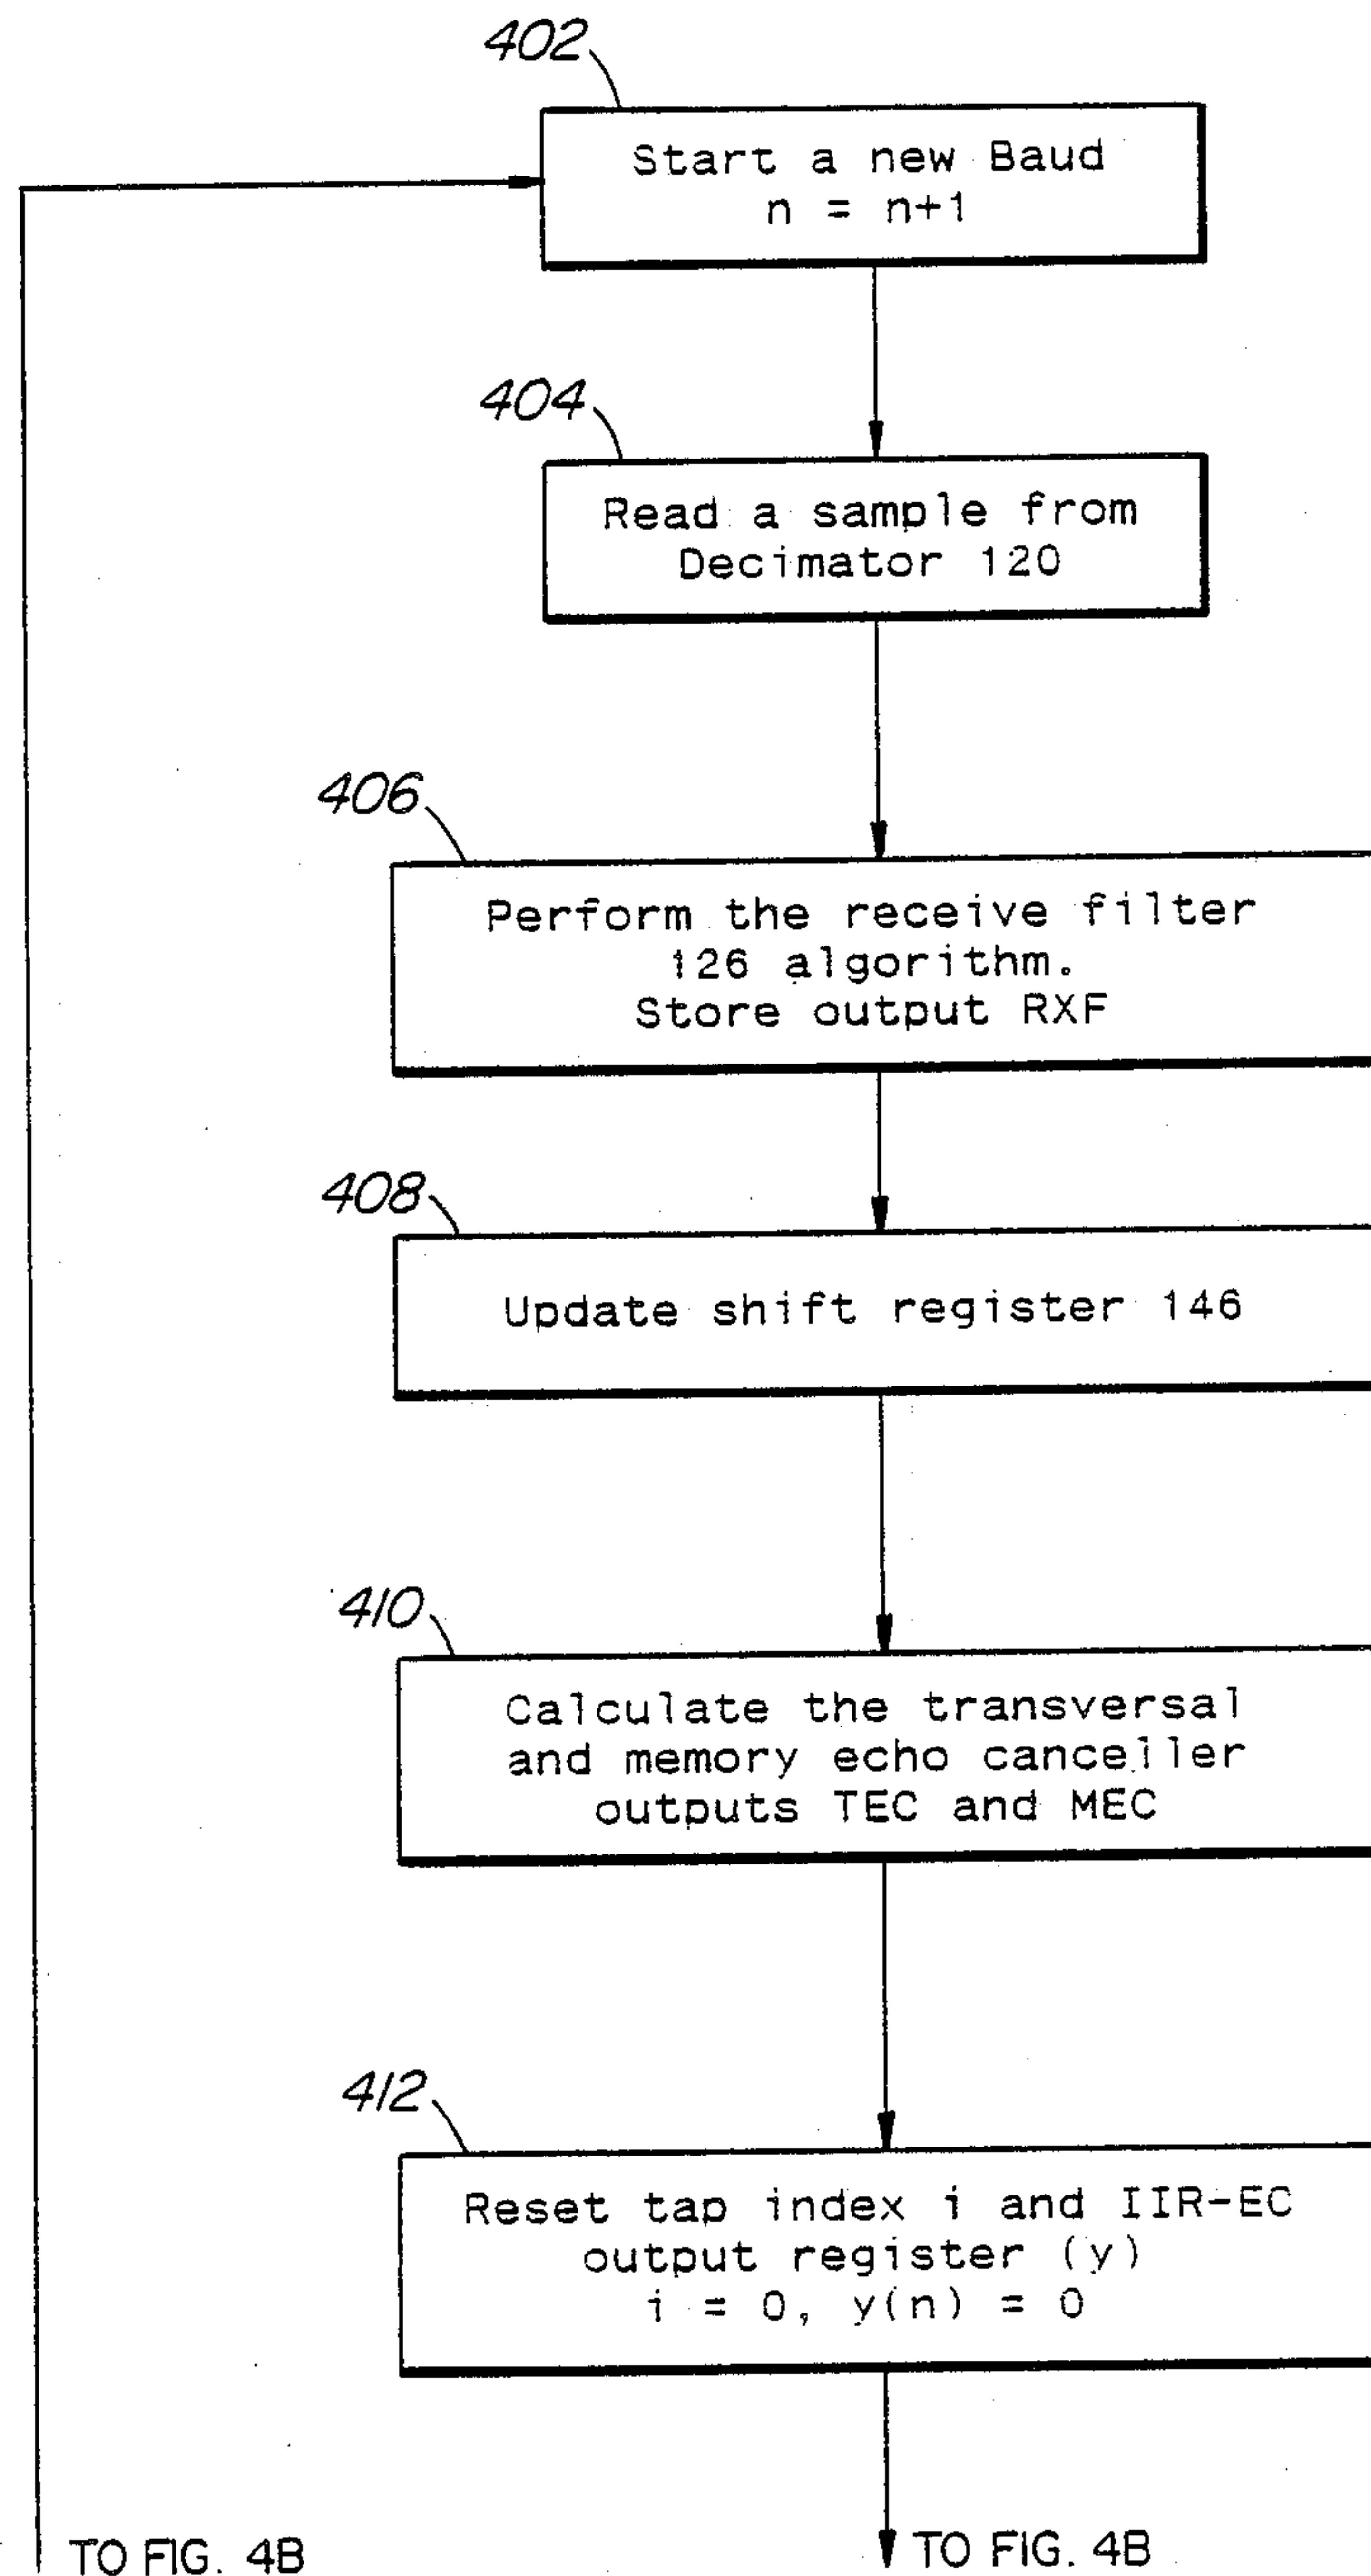 402
Start a new Baud
n = n+1
404
Read a sample from
Decimator 120
406
Perform the receive filter
126 algorithm.
Store output RXF
408
Update shift register 146
410
Calculate the transversal
and memory echo canceller
outputs TEC and MEC
412
Reset tap index i and IIR-EC
output register (y)
i = 0, y(n) = 0
TO FIG. 4B
TO FIG. 4B